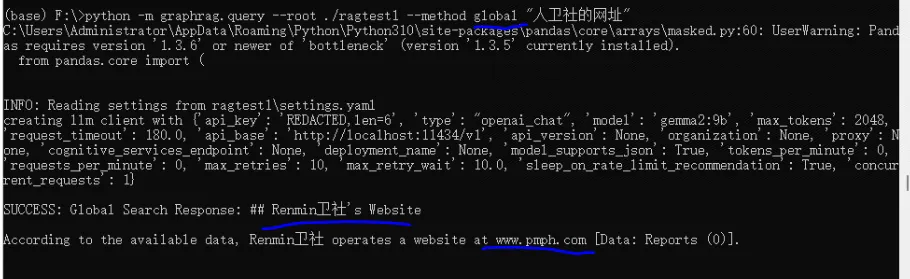 (base) F:\>python -m graphrag.query --root ./ragtest1 --method global "人卫社的网址"
C:\Users\Administrator\AppData\Roaming\Python\Python310\site-packages\pandas\core\arrays\masked.py:60: UserWarning: Pand
as requires version '1.3.6' or newer of 'bottleneck' (version '1.3.5' currently installed).
from pandas.core import (
INFO: Reading settings from ragtest1\settings.yaml
creating llm client with {'api_key': 'REDACTED,len=6', 'type': "openai_chat", 'model': 'gemma2:9b', 'max_tokens': 2048,
'request_timeout': 180.0, 'api_base': 'http://localhost:11434/v1', 'api_version': None, 'organization': None, 'proxy': N
one, 'cognitive_services_endpoint': None, 'deployment_name': None, 'model_supports_json': True, 'tokens_per_minute': 0,
'requests_per_minute': 0, 'max_retries': 10, 'max_retry_wait': 10.0, 'sleep_on_rate_limit_recommendation': True, 'concur
rent_requests': 1}
SUCCESS: Global Search Response: ## Renmin卫社's Website
According to the available data, Renmin卫社 operates a website at www.pmph.com [Data: Reports (0)].